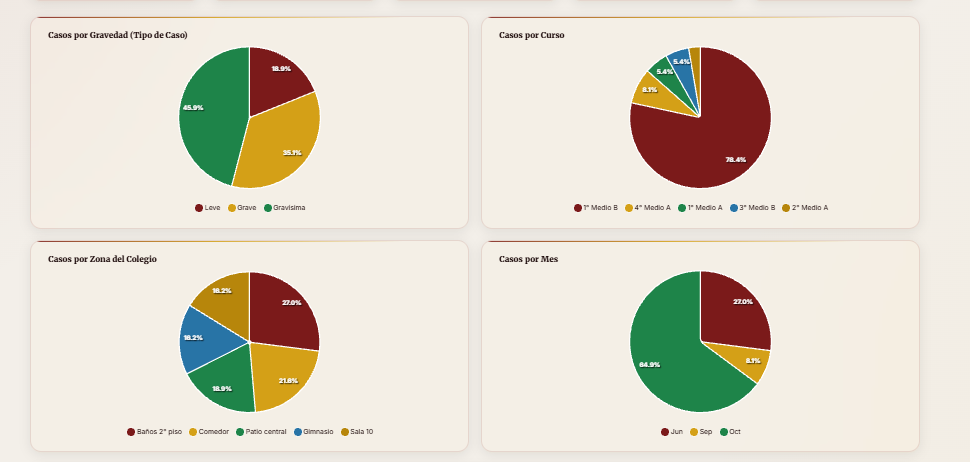 Casos por Gravedad (Tipo de Caso)
18.9%
45.9%
35.1%
Leve Grave Gravisima
Casos por Curso
5.4%
5.4%
8.1%
78.4%
1° Medio B 4° Medio A 1° Medio A 3° Medio B 2° Medio A
Casos por Zona del Colegio
16.2%
27.0%
16.2%
21.6%
18.9%
Baños 2° piso Comedor Patio central Gimnasio Sala 10
Casos por Mes
27.0%
8.1%
64.9%
Jun Sep Oct